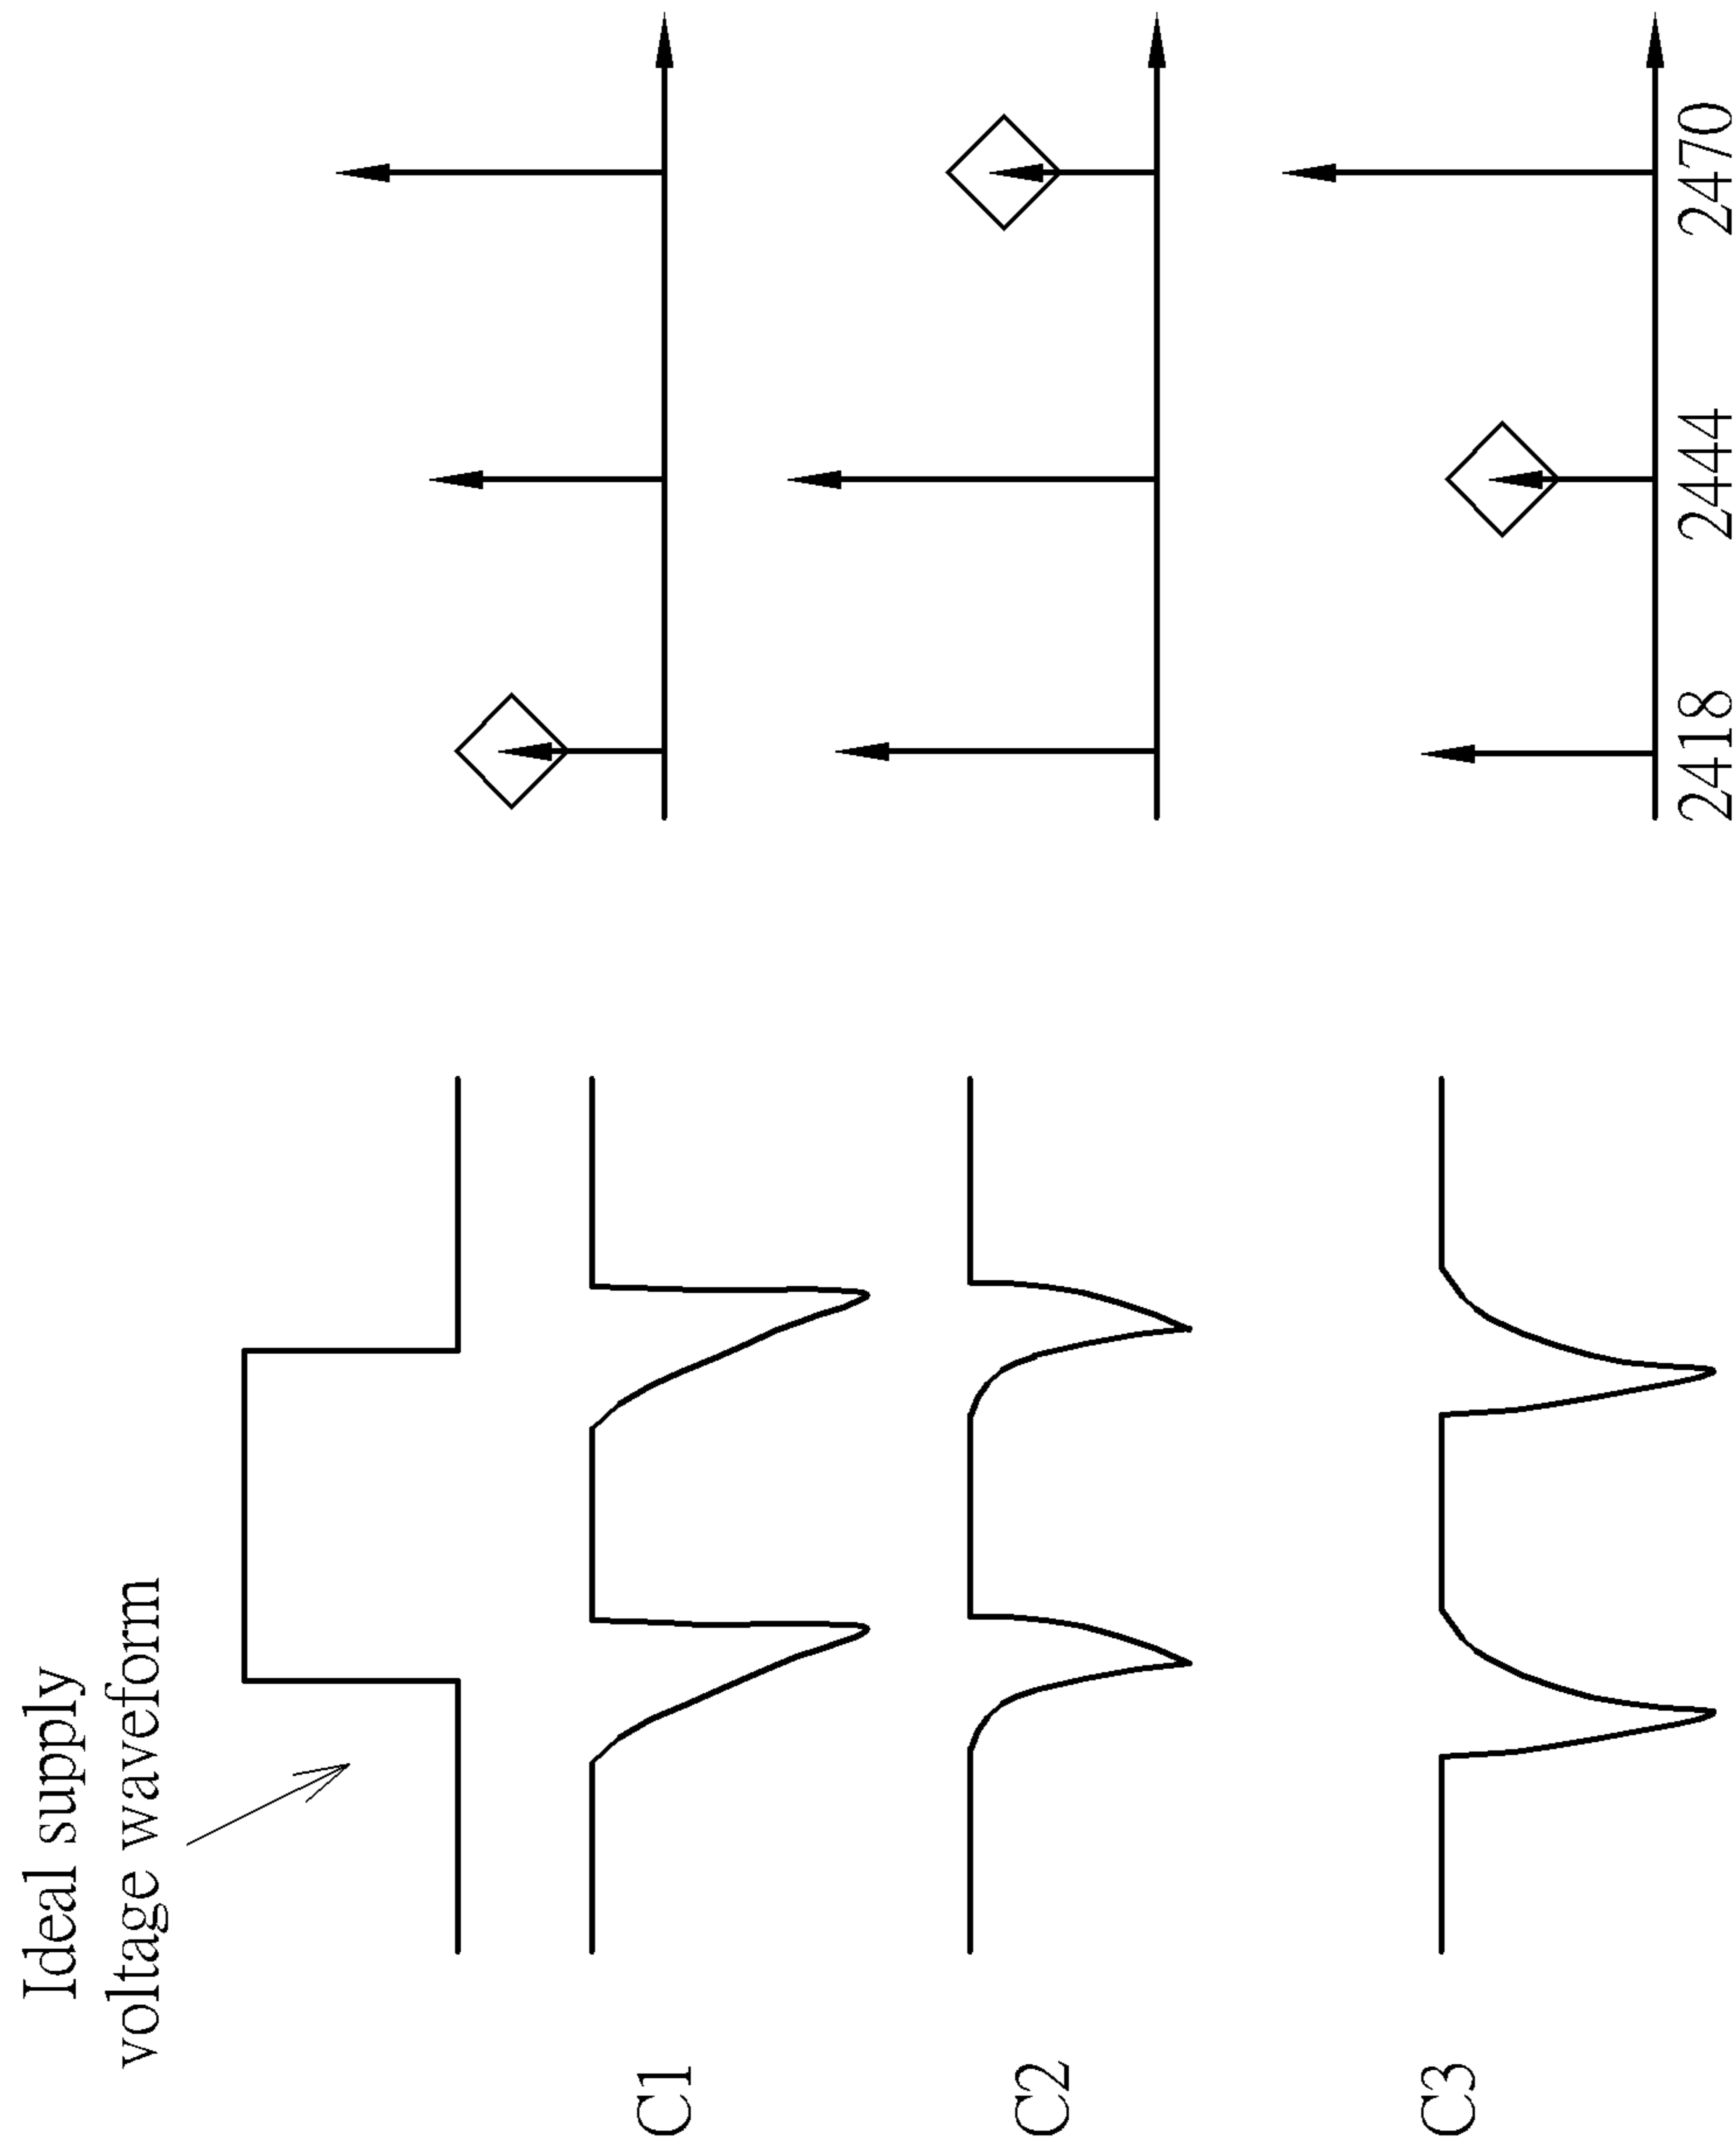 Ideal supply
voltage waveform
C1
C2
C3
2418
2444
2470